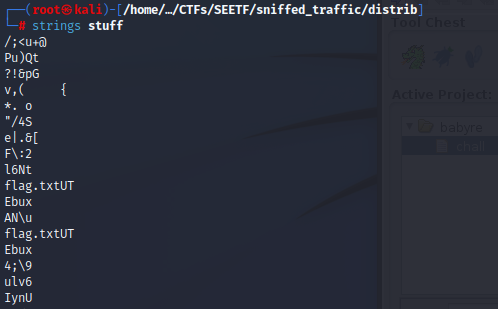 ┌──(root㉿kali)-[/home/…/CTFs/SEETF/sniffed_traffic/distrib]
└─# strings stuff
/;<u+@
Pu)Qt
?!&pG
v,(     {
*. o
"/4S
e|.&[
F\:2
l6Nt
flag.txtUT
Ebux
AN\u
flag.txtUT
Ebux
4;\9
ulv6
IynU
Tool Chest
Active Project:
babyre
chall